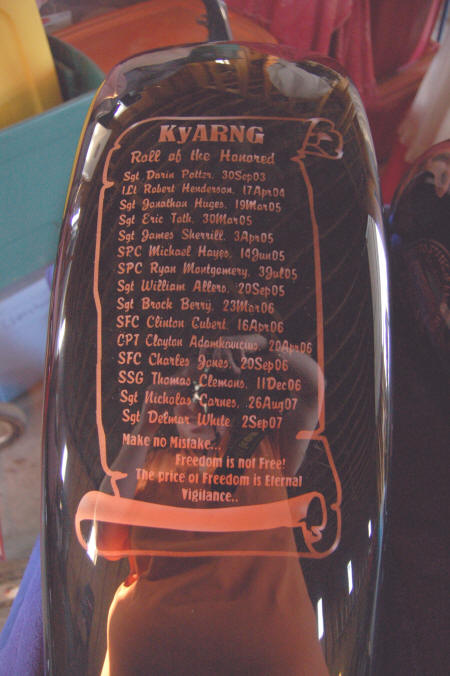 KyARNG
Roll of the Honored
Sgt Darin Potter, 30Sep03
1Lt Robert Henderson, 17Apr04
Sgt Jonathan Huges, 19Mar05
Sgt Eric Toth, 30Mar05
Sgt James Sherrill, 3Apr05
SPC Michael Hayes, 14Jun05
SPC Ryan Montgomery, 3Jul05
Sgt William Allers, 20Sep05
Sgt Brock Berry, 23Mar06
SFC Clinton Gubert, 16Apr06
CPT Clayton Adamkavicius, 20Apr06
SFC Charles Jones, 20Sep06
SSG Thomas Clemons, 11Dec06
Sgt Nicholas Carnes, 26Aug07
Sgt Delmar White, 2Sep07
Make no Mistake...
Freedom is not Free!
The price of Freedom is Eternal
Vigilance..